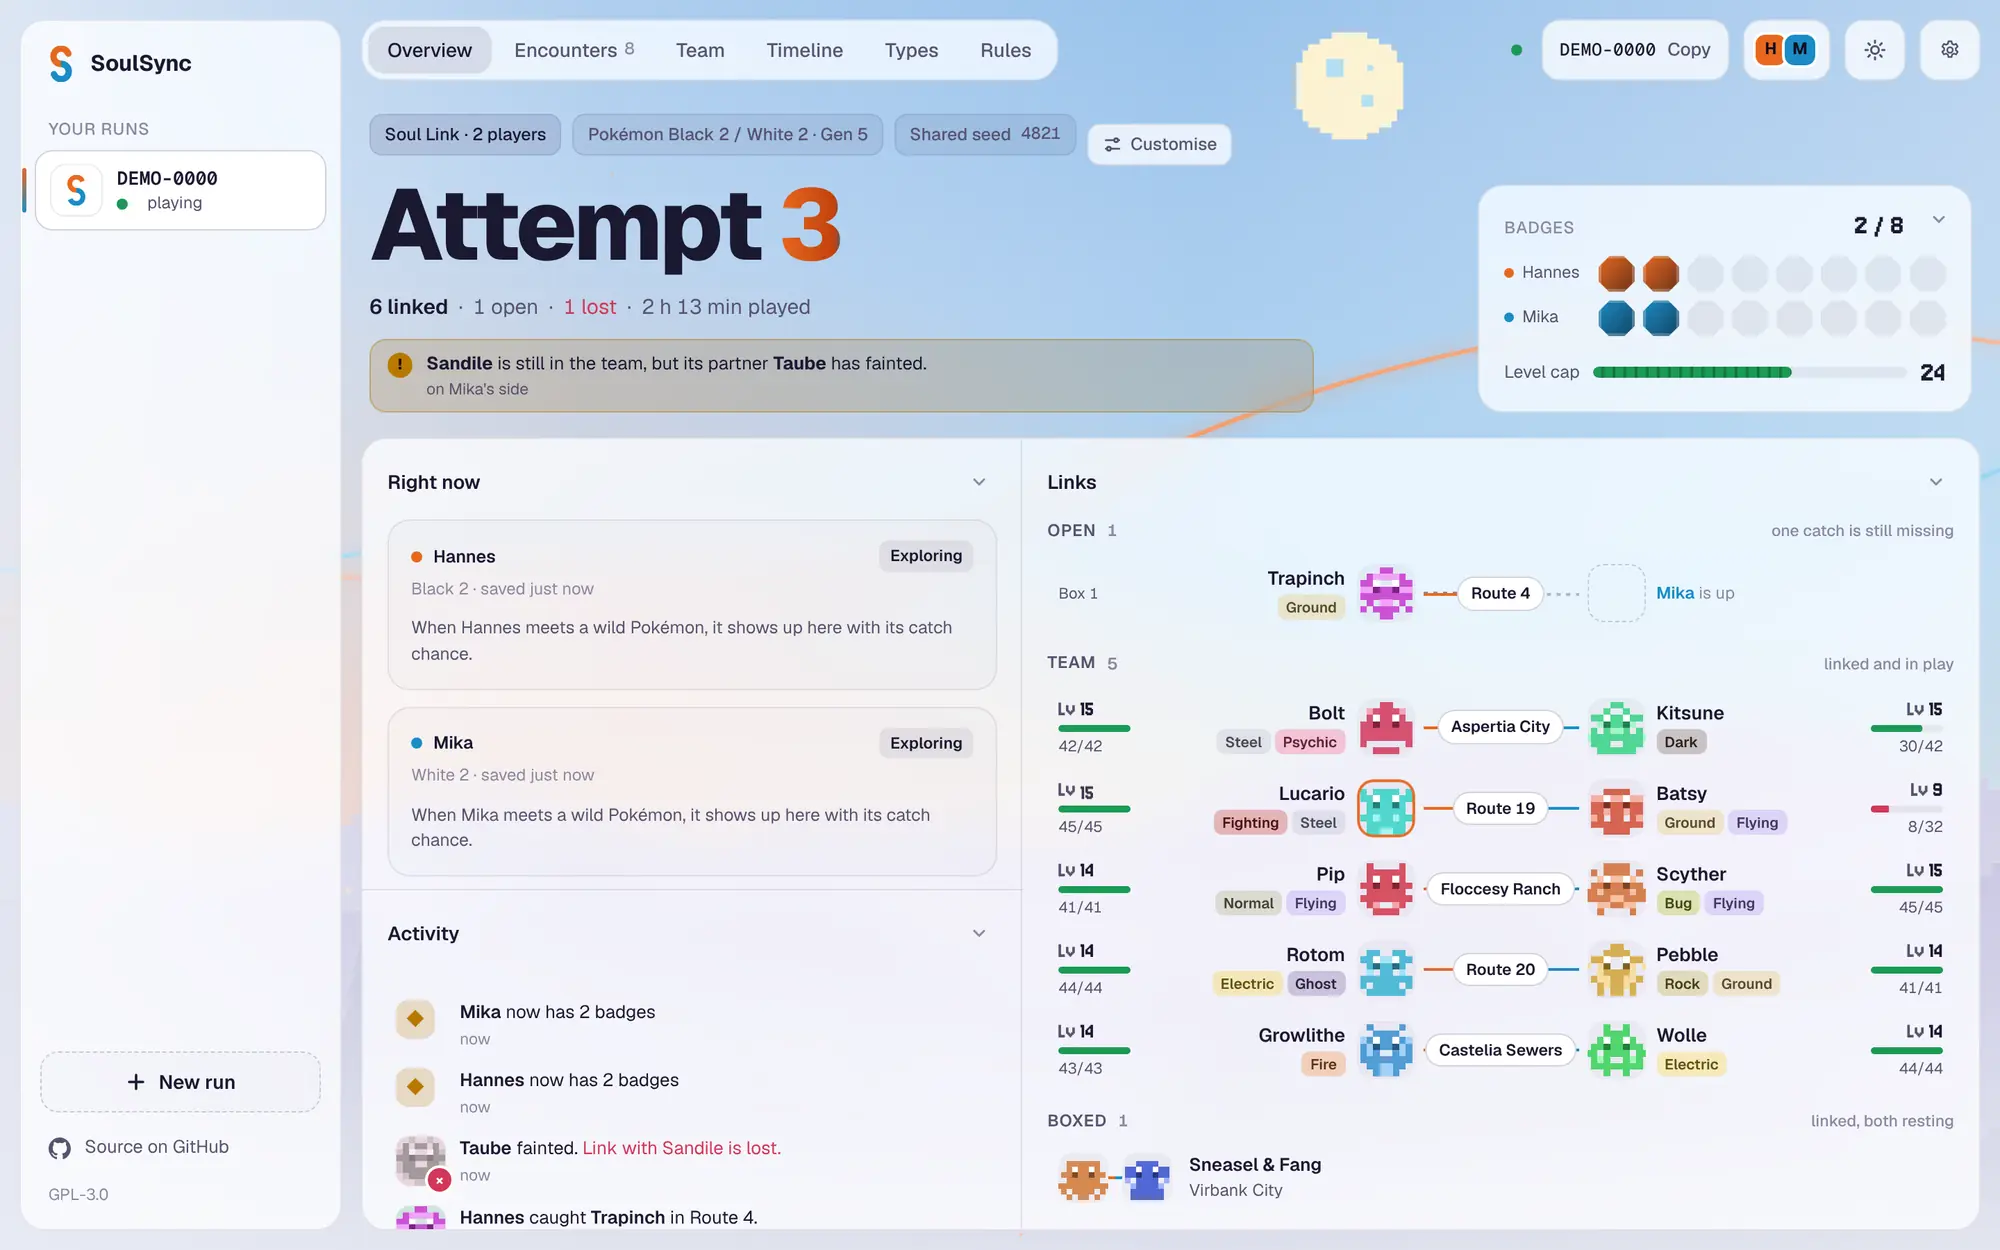 SoulSync
YOUR RUNS
DEMO-0000
playing
New run
Source on GitHub
GPL-3.0
Overview
Encounters 8
Team
Timeline
Types
Rules
DEMO-0000 Copy
H M
Soul Link · 2 players
Pokémon Black 2 / White 2 · Gen 5
Shared seed 4821
Customise
Attempt 3
6 linked · 1 open · 1 lost · 2 h 13 min played
! Sandile is still in the team, but its partner Taube has fainted.
on Mika's side
BADGES 2 / 8
Hannes
Mika
Level cap 24
Right now
Hannes Exploring
Black 2 · saved just now
When Hannes meets a wild Pokémon, it shows up here with its catch
chance.
Mika Exploring
White 2 · saved just now
When Mika meets a wild Pokémon, it shows up here with its catch
chance.
Activity
Mika now has 2 badges
now
Hannes now has 2 badges
now
Taube fainted. Link with Sandile is lost.
now
Hannes caught Trapinch in Route 4.
Links
OPEN 1 one catch is still missing
Box 1 Trapinch Route 4 Mika is up
Ground
TEAM 5 linked and in play
Lv 15 Bolt Aspertia City Kitsune Lv 15
42/42 Steel Psychic Dark 30/42
Lv 15 Lucario Route 19 Batsy Lv 9
45/45 Fighting Steel Ground Flying 8/32
Lv 14 Pip Floccesy Ranch Scyther Lv 15
41/41 Normal Flying Bug Flying 45/45
Lv 14 Rotom Route 20 Pebble Lv 14
44/44 Electric Ghost Rock Ground 41/41
Lv 14 Growlithe Castelia Sewers Wolle Lv 14
43/43 Fire Electric 44/44
BOXED 1 linked, both resting
Sneasel & Fang
Virbank City